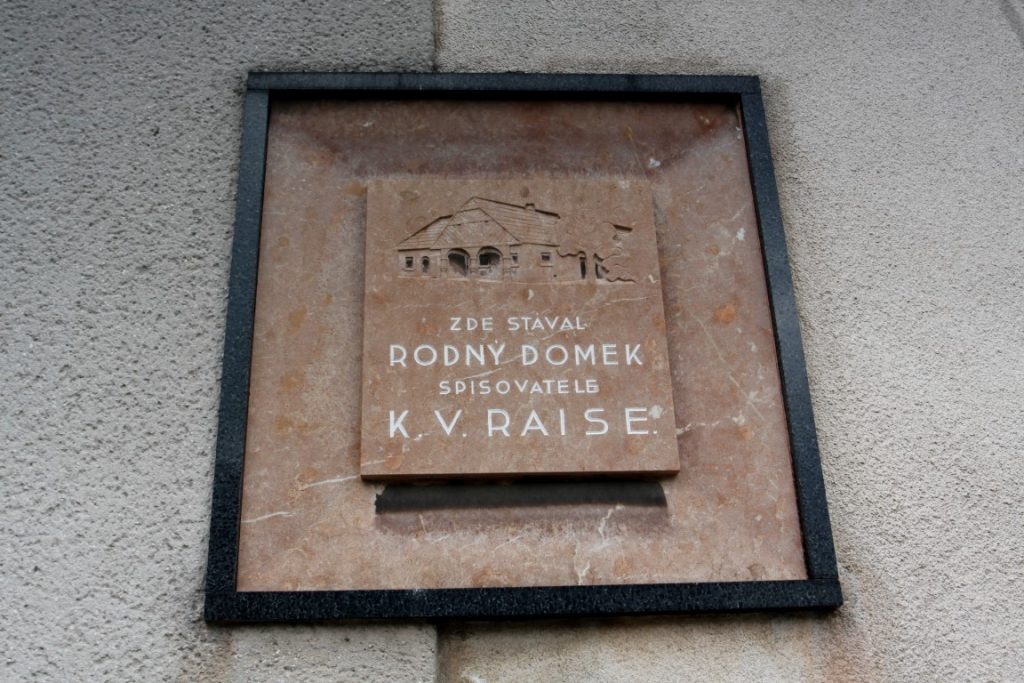 ZDE STÁVAL
RODNÝ DOMEK
SPISOVATELE
K. V. RAISE.